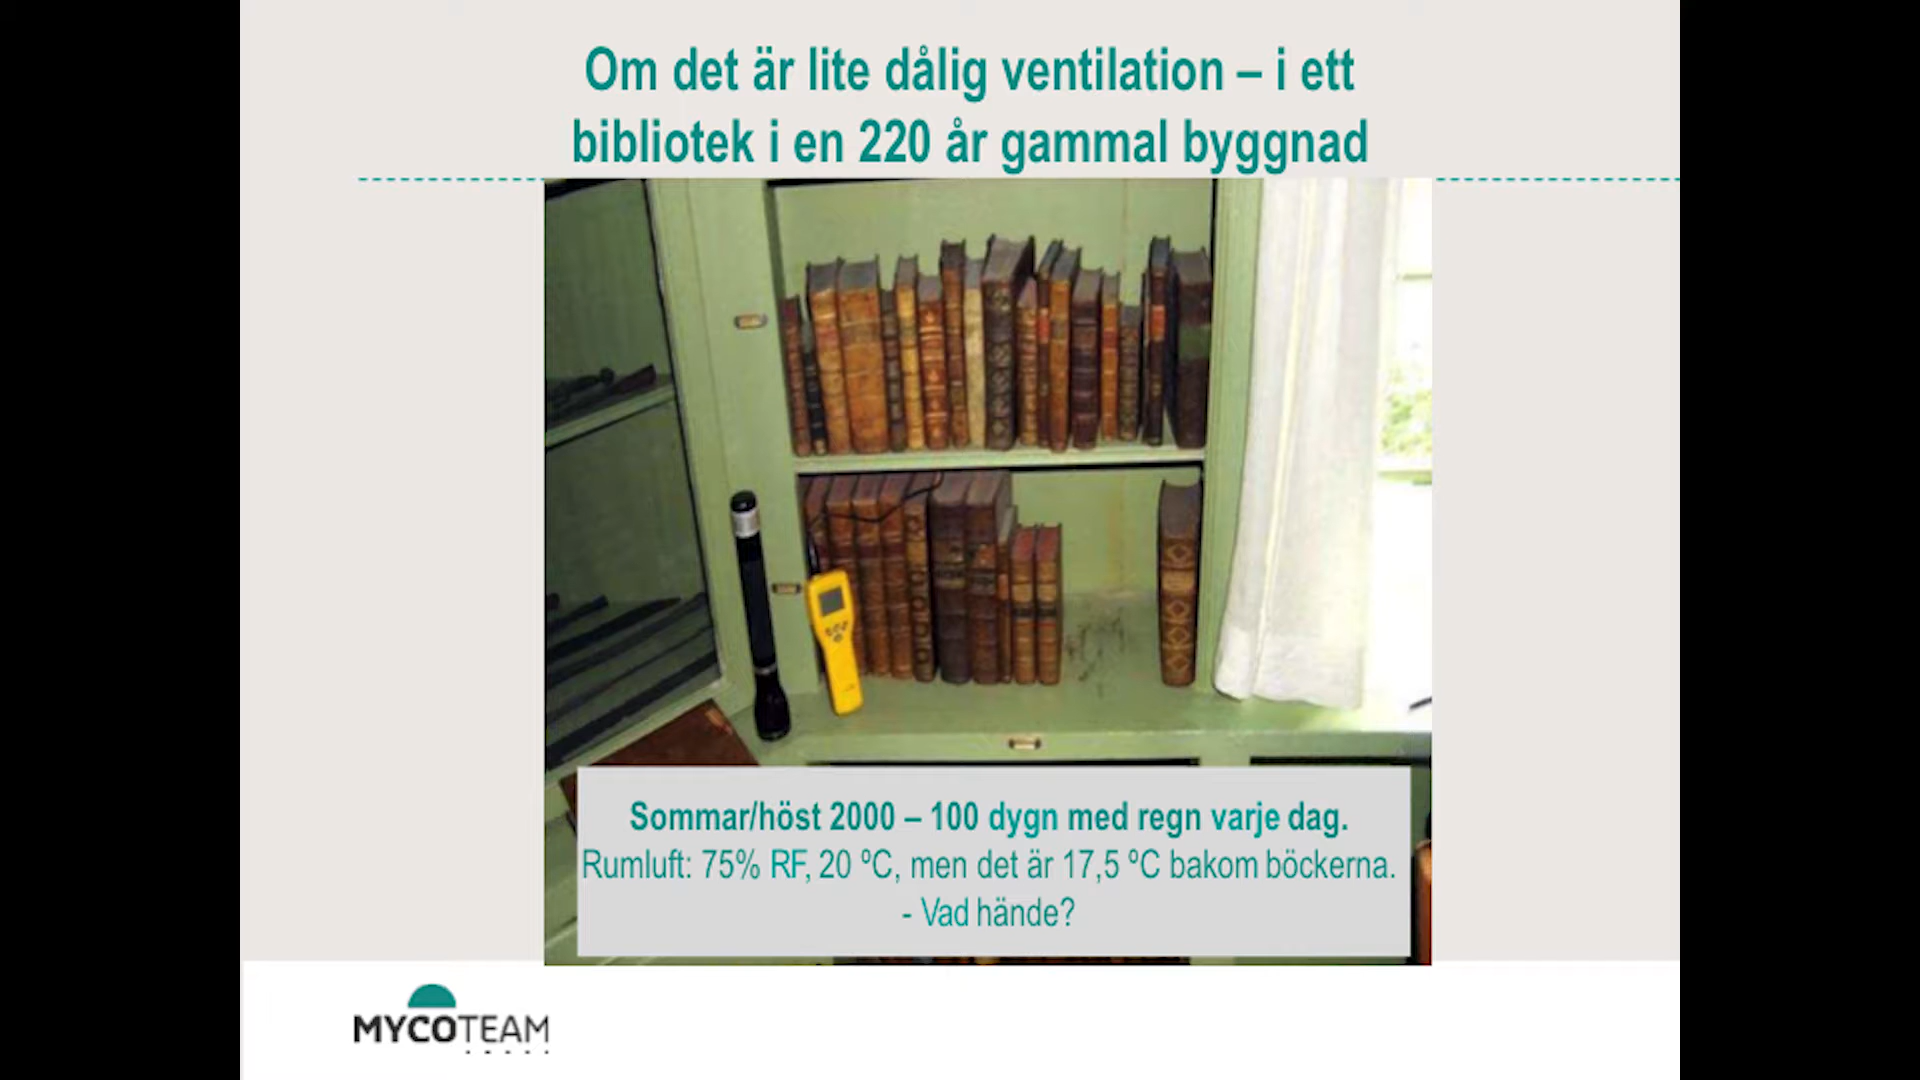 Om det är lite dålig ventilation – i ett
bibliotek i en 220 år gammal byggnad
Sommar/höst 2000 – 100 dygn med regn varje dag.
Rumluft: 75% RF, 20 ºC, men det är 17,5 ºC bakom böckerna.
- Vad hände?
MYCOTEAM